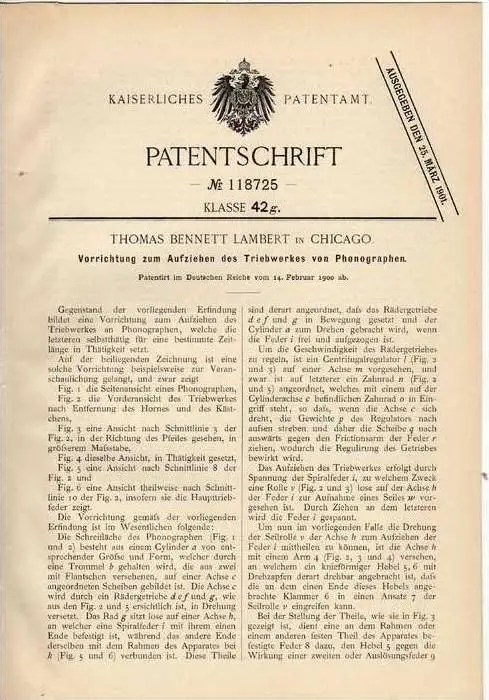 KAISERLICHES PATENTAMT.
AUSGEGEBEN DEN 25. MÄRZ 1901.
PATENTSCHRIFT
— № 118725 —
KLASSE 42 g.
THOMAS BENNETT LAMBERT IN CHICAGO.
Vorrichtung zum Aufziehen des Triebwerkes von Phonographen.
Patentirt im Deutschen Reiche vom 14. Februar 1900 ab.
Gegenstand der vorliegenden Erfindung
bildet eine Vorrichtung zum Aufziehen des
Triebwerkes an Phonographen, welche die
letzteren selbstthätig für eine bestimmte Zeit-
länge in Thätigkeit setzt.
Auf der beiliegenden Zeichnung ist eine
solche Vorrichtung beispielsweise zur Veran-
schaulichung gelangt, und zwar zeigt
Fig. 1 die Seitenansicht eines Phonographen,
Fig. 2 die Vorderansicht des Triebwerkes
nach Entfernung des Hornes und des Käst-
chens,
Fig. 3 eine Ansicht nach Schnittlinie 3 der
Fig. 2, in der Richtung des Pfeiles gesehen, in
größerem Masstabe,
Fig. 4 dieselbe Ansicht, in Thätigkeit gesetzt,
Fig. 5 eine Ansicht nach Schnittlinie 8 der
Fig. 2 und
Fig. 6 eine Ansicht theilweise nach Schnitt-
linie 10 der Fig. 2, insofern sie die Haupttrieb-
feder zeigt.
Die Vorrichtung gemäß der vorliegenden
Erfindung ist im Wesentlichen folgende:
Die Schreibfläche des Phonographen (Fig. 1
und 2) besteht aus einem Cylinder a von ent-
sprechender Größe und Form, welcher durch
eine Trommel b gehalten wird, die aus zwei
mit Flantschen versehenen, auf einer Achse c
angeordneten Scheiben gebildet ist. Die Achse c
wird durch ein Rädergetriebe d e f und g, wie
aus den Fig. 2 und 5 ersichtlich ist, in Drehung
versetzt. Das Rad g sitzt lose auf einer Achse h,
an welcher eine Spiralfeder i mit ihrem einen
Ende befestigt ist, während das andere Ende
derselben mit dem Rahmen des Apparates bei
h (Fig. 5 und 6) verbunden ist. Diese Theile
sind derart angeordnet, daß das Rädergetriebe
d e f und g in Bewegung gesetzt und der
Cylinder a zum Drehen gebracht wird, wenn
die Feder i frei und aufgezogen ist.
Um die Geschwindigkeit des Rädergetriebes
zu regeln, ist ein Centrifugalregulator l (Fig. 2
und 3) auf einer Achse m vorgesehen, und
zwar ist auf letzterer ein Zahnrad n (Fig. 2
und 5) angeordnet, welches mit einem auf der
Cylinderachse c befindlichen Zahnrad o in Ein-
griff steht, so daß, wenn die Achse c sich
dreht, die Gewichte p des Regulators nach
außen streben und daher die Scheibe q nach
auswärts gegen den Frictionsarm der Feder r
ziehen, wodurch die Regulirung des Getriebes
bewirkt wird.
Das Aufziehen des Triebwerkes erfolgt durch
Spannung der Spiralfeder i, zu welchem Zweck
eine Rolle v (Fig. 2 und 3) lose auf der Achse h
der Feder i zur Aufnahme eines Seiles w vor-
gesehen ist. Durch Ziehen an dem letzteren
wird die Feder i gespannt.
Um nun im vorliegenden Falle die Drehung
der Seilrolle v der Achse h zum Aufziehen der
Feder i mittheilen zu können, ist die Achse h
mit einem Arm 4 (Fig. 2, 3 und 4) versehen,
an welchem ein knieförmiger Hebel 5, 6 mit
Drehzapfen derart drehbar angebracht ist, daß
die an dem einen Ende dieses Hebels ange-
brachte Klammer 6 in einen Ansatz 7 der
Seilrolle v eingreifen kann.
Bei der Stellung der Theile, wie sie in Fig. 3
gezeigt ist, dient ein am Rahmen oder einem
anderen festen Theil des Apparates be-
festigte Feder 8 dazu, den Hebel 5 gegen die
Wirkung einer zweiten oder Auslösungsfeder 9